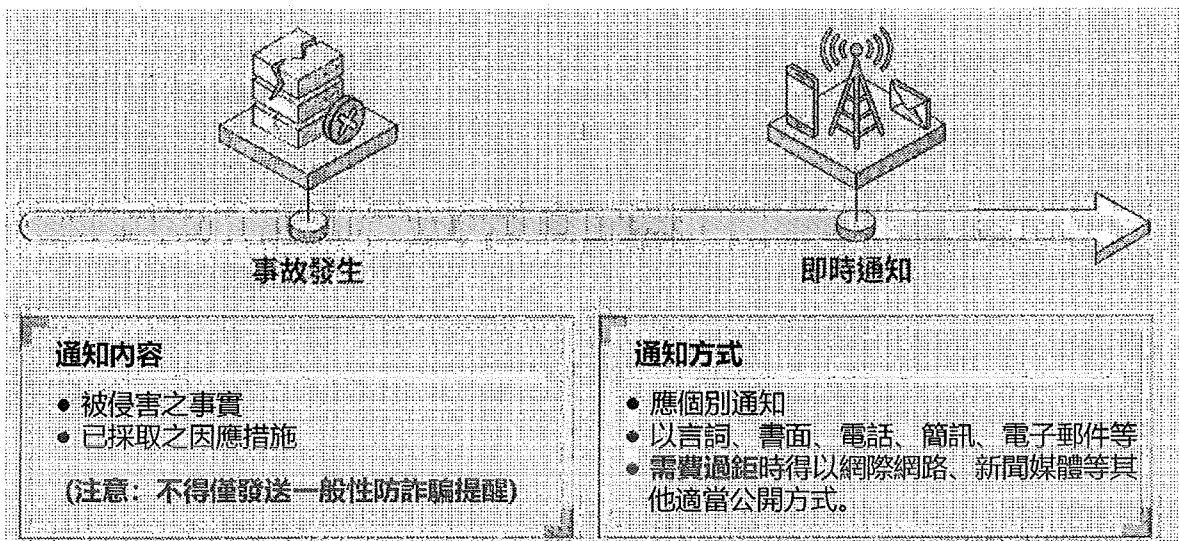 事故發生
即時通知
通知內容
• 被侵害之事實
• 已採取之因應措施
(注意：不得僅發送一般性防詐騙提醒)
通知方式
• 應個別通知
• 以言詞、書面、電話、簡訊、電子郵件等
• 需費過鉅時得以網際網路、新聞媒體等其
他適當公開方式。